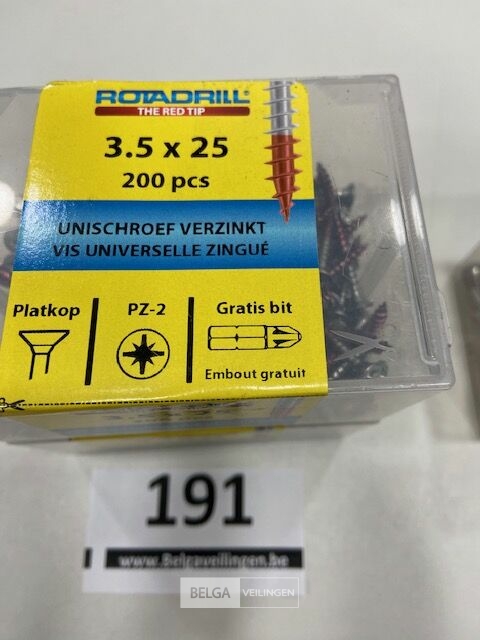 ROTADRILL®
THE RED TIP
3.5 x 25
200 pcs
UNISCHROEF VERZINKT
VIS UNIVERSELLE ZINGUÉ
Platkop
PZ-2
Gratis bit
Embout gratuit
191
www.Belgaveilingen.be
BELGA VEILINGEN